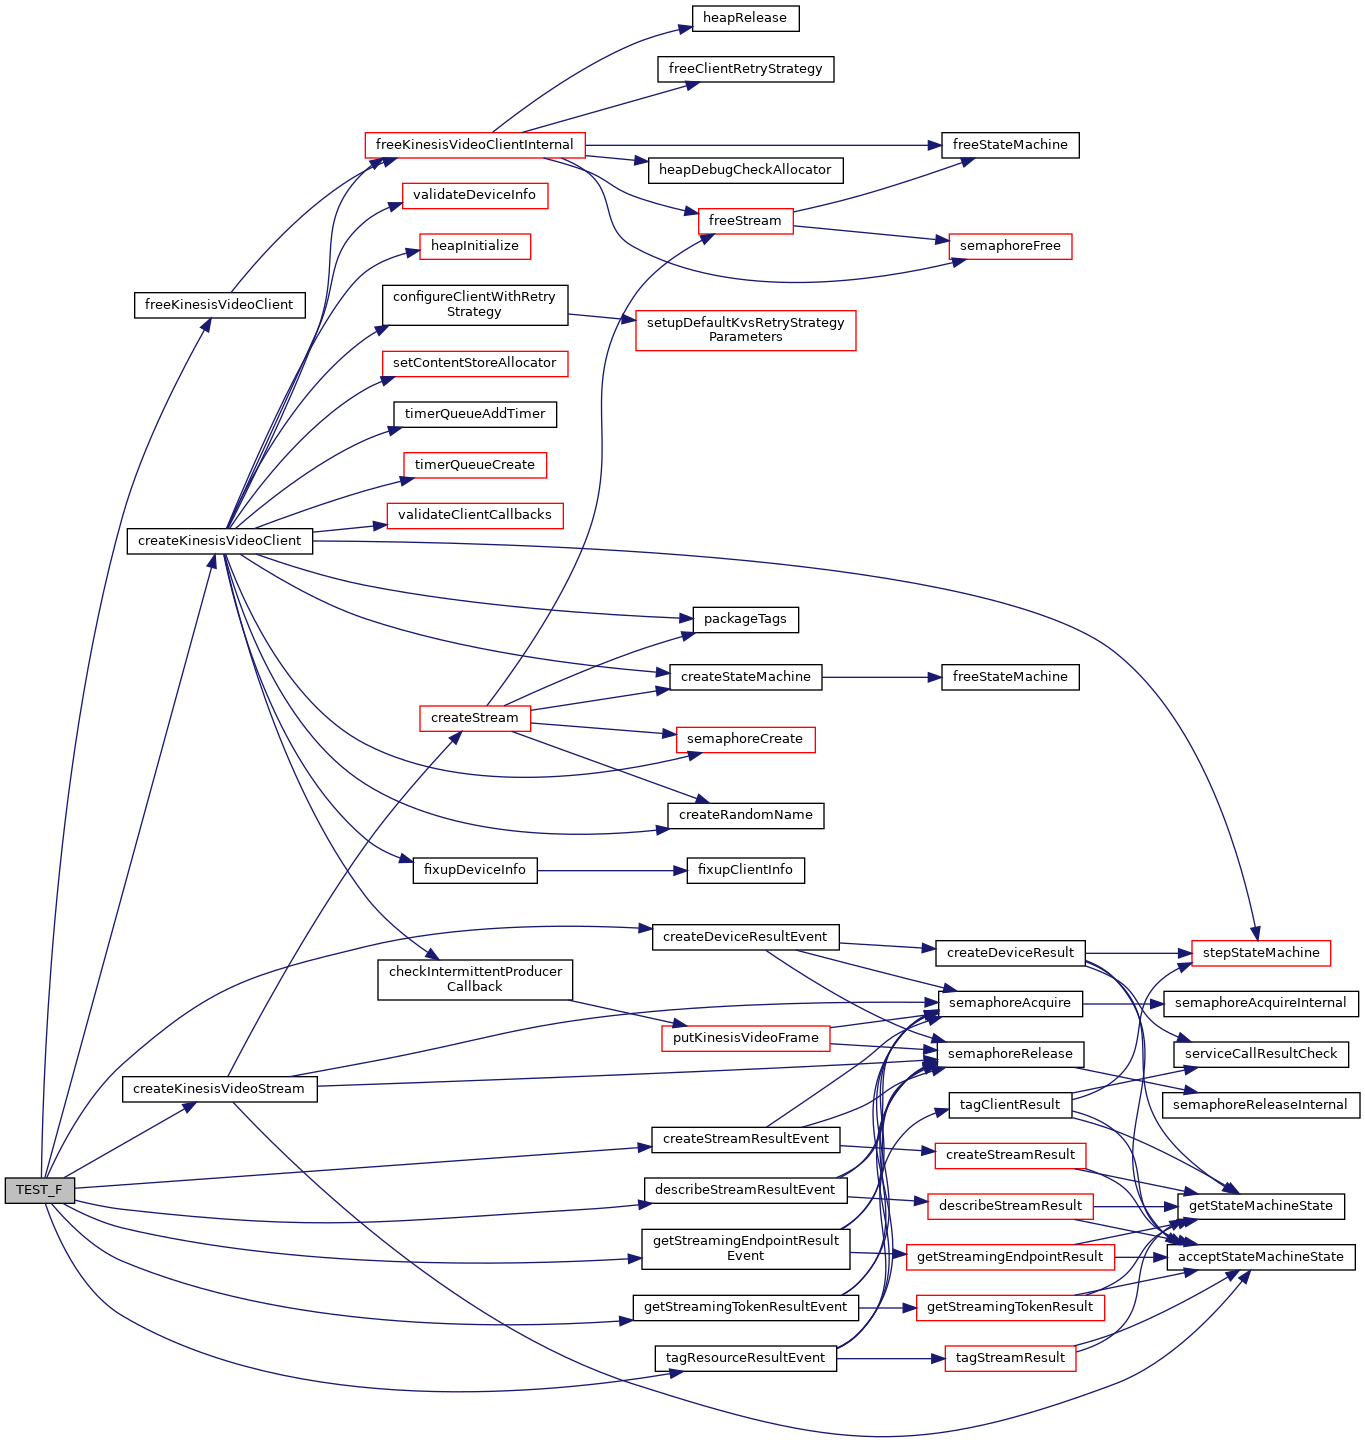 heapRelease
freeClientRetryStrategy
freeKinesisVideoClientInternal
freeStateMachine
heapDebugCheckAllocator
validateDeviceInfo
freeStream
heapInitialize
semaphoreFree
freeKinesisVideoClient
configureClientWithRetry
Strategy
setupDefaultKvsRetryStrategy
Parameters
setContentStoreAllocator
timerQueueAddTimer
timerQueueCreate
validateClientCallbacks
createKinesisVideoClient
packageTags
createStateMachine
freeStateMachine
createStream
semaphoreCreate
createRandomName
fixupDeviceInfo
fixupClientInfo
createDeviceResultEvent
createDeviceResult
stepStateMachine
checkIntermittentProducer
Callback
semaphoreAcquire
semaphoreAcquireInternal
putKinesisVideoFrame
semaphoreRelease
serviceCallResultCheck
createKinesisVideoStream
tagClientResult
semaphoreReleaseInternal
createStreamResultEvent
createStreamResult
TEST_F
describeStreamResultEvent
describeStreamResult
getStateMachineState
getStreamingEndpointResult
Event
getStreamingEndpointResult
acceptStateMachineState
getStreamingTokenResultEvent
getStreamingTokenResult
tagResourceResultEvent
tagStreamResult